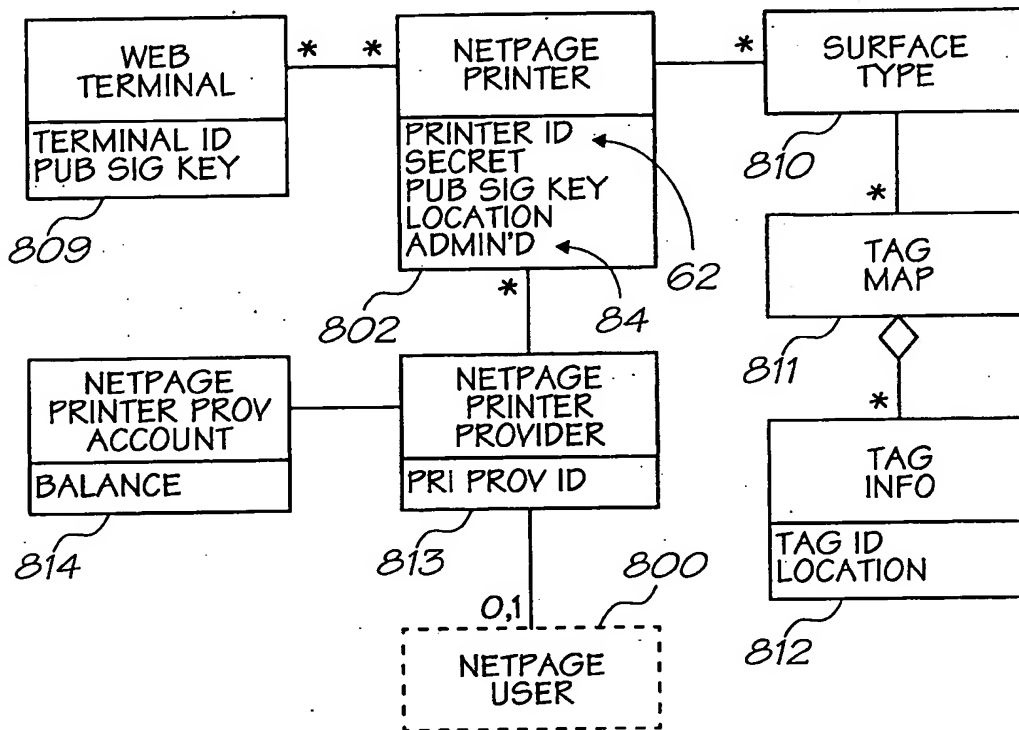 WEB
TERMINAL
TERMINAL ID
PUB SIG KEY
809
*
*
NETPAGE
PRINTER
PRINTER ID
SECRET
PUB SIG KEY
LOCATION
ADMIN'D
802
62
84
*
*
SURFACE
TYPE
810
*
TAG
MAP
811
*
TAG
INFO
TAG ID
LOCATION
812
NETPAGE
PRINTER PROV
ACCOUNT
BALANCE
814
NETPAGE
PRINTER
PROVIDER
PRI PROV ID
813
800
0,1
NETPAGE
USER